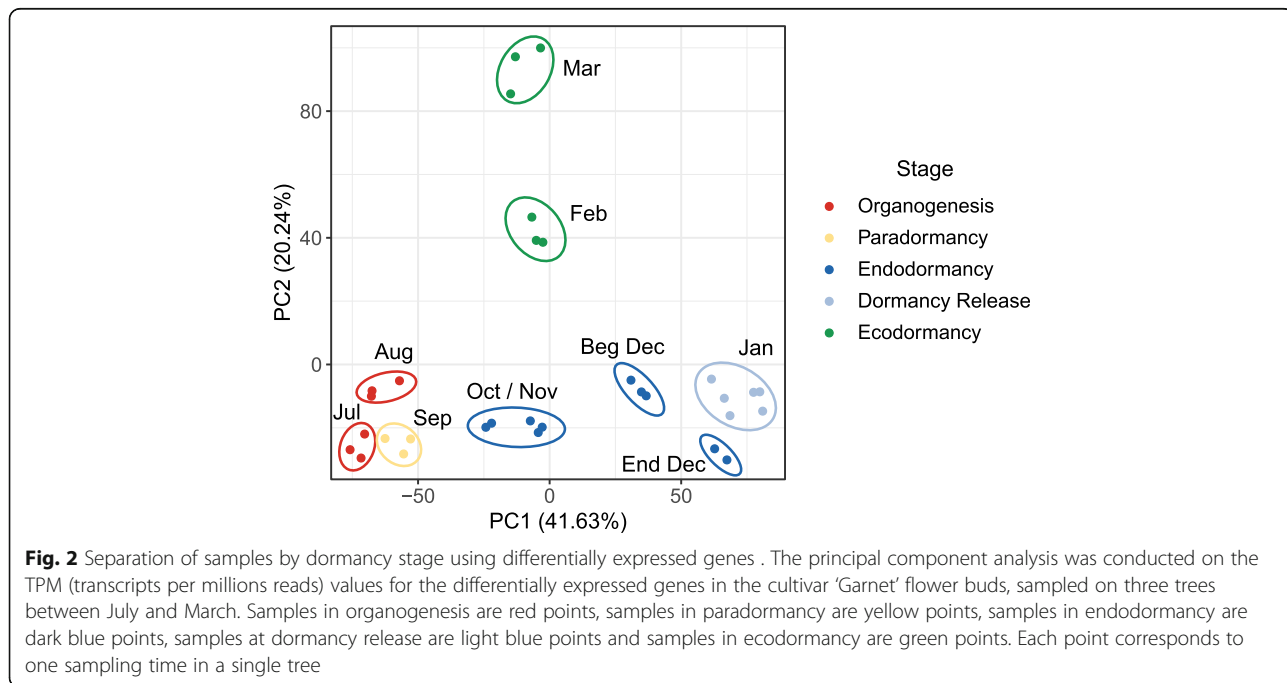 Mar
80
Stage
PC2 (20.24%)
Organogenesis
Feb
Paradormancy
40
Endodormancy
Dormancy Release
Ecodormancy
Beg Dec
Jan
Aug
0
Oct / Nov
Jul
Sep
End Dec
−50
0
50
PC1 (41.63%)
Fig. 2 Separation of samples by dormancy stage using differentially expressed genes . The principal component analysis was conducted on the
TPM (transcripts per millions reads) values for the differentially expressed genes in the cultivar ‘Garnet’ flower buds, sampled on three trees
between July and March. Samples in organogenesis are red points, samples in paradormancy are yellow points, samples in endodormancy are
dark blue points, samples at dormancy release are light blue points and samples in ecodormancy are green points. Each point corresponds to
one sampling time in a single tree